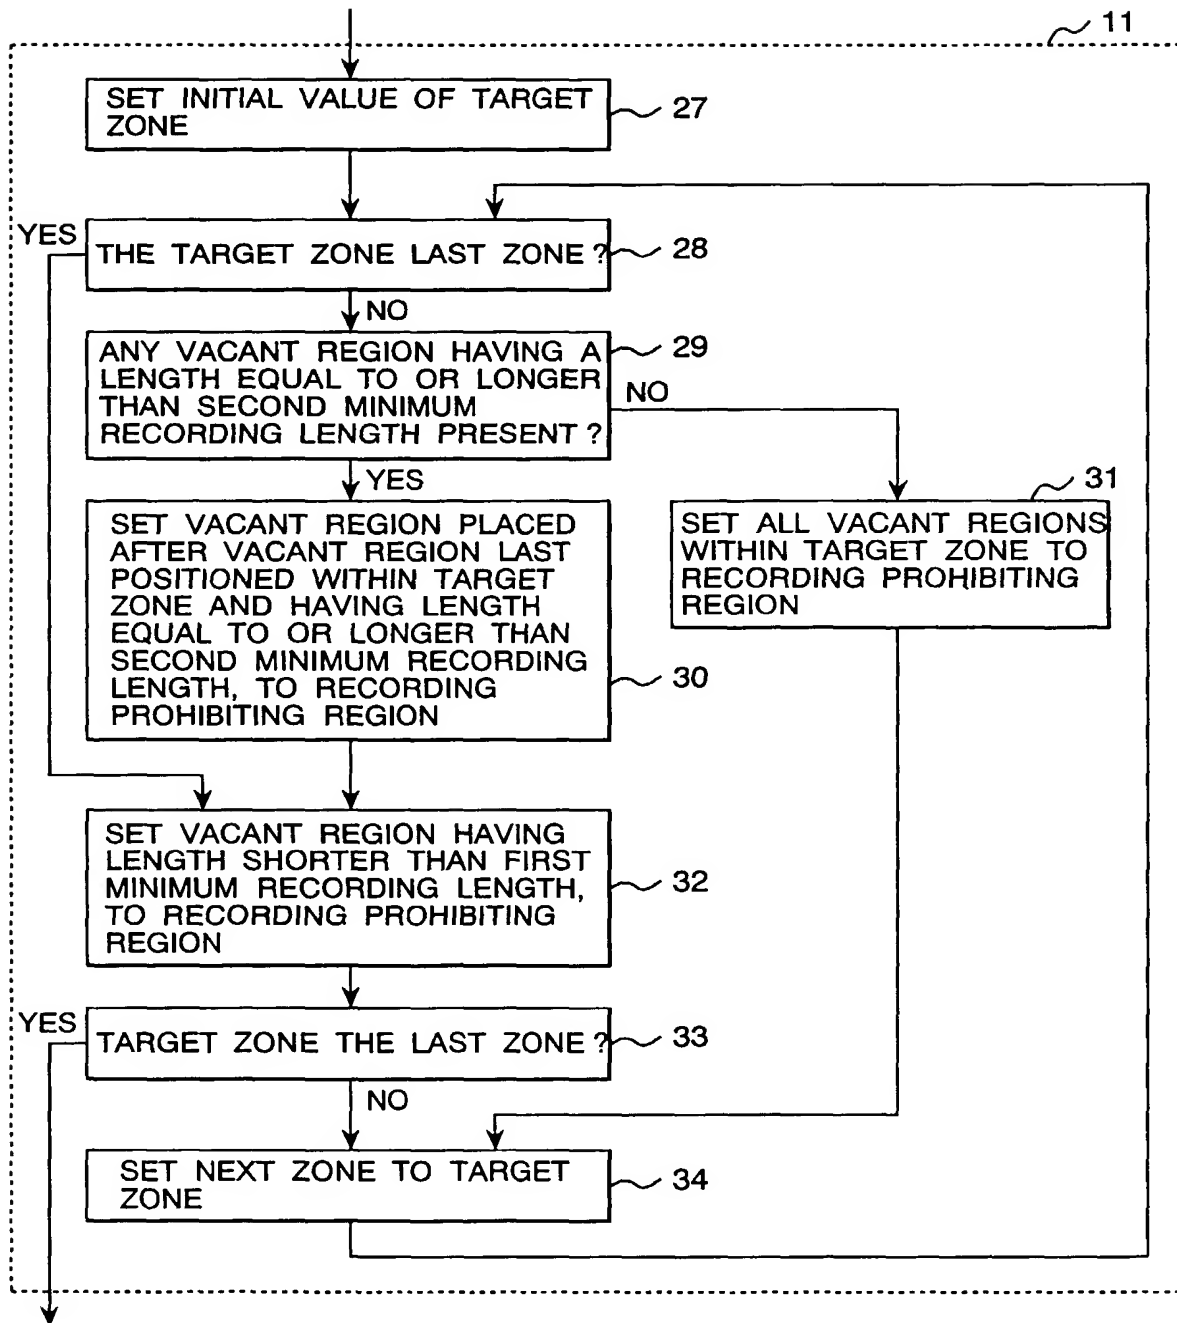 11
SET INITIAL VALUE OF TARGET
ZONE
27
YES
THE TARGET ZONE LAST ZONE ?
28
NO
ANY VACANT REGION HAVING A
LENGTH EQUAL TO OR LONGER
THAN SECOND MINIMUM
RECORDING LENGTH PRESENT ?
29
NO
YES
SET VACANT REGION PLACED
AFTER VACANT REGION LAST
POSITIONED WITHIN TARGET
ZONE AND HAVING LENGTH
EQUAL TO OR LONGER THAN
SECOND MINIMUM RECORDING
LENGTH, TO RECORDING
PROHIBITING REGION
30
31
SET ALL VACANT REGIONS
WITHIN TARGET ZONE TO
RECORDING PROHIBITING
REGION
SET VACANT REGION HAVING
LENGTH SHORTER THAN FIRST
MINIMUM RECORDING LENGTH,
TO RECORDING PROHIBITING
REGION
32
YES
TARGET ZONE THE LAST ZONE ?
33
NO
SET NEXT ZONE TO TARGET
ZONE
34